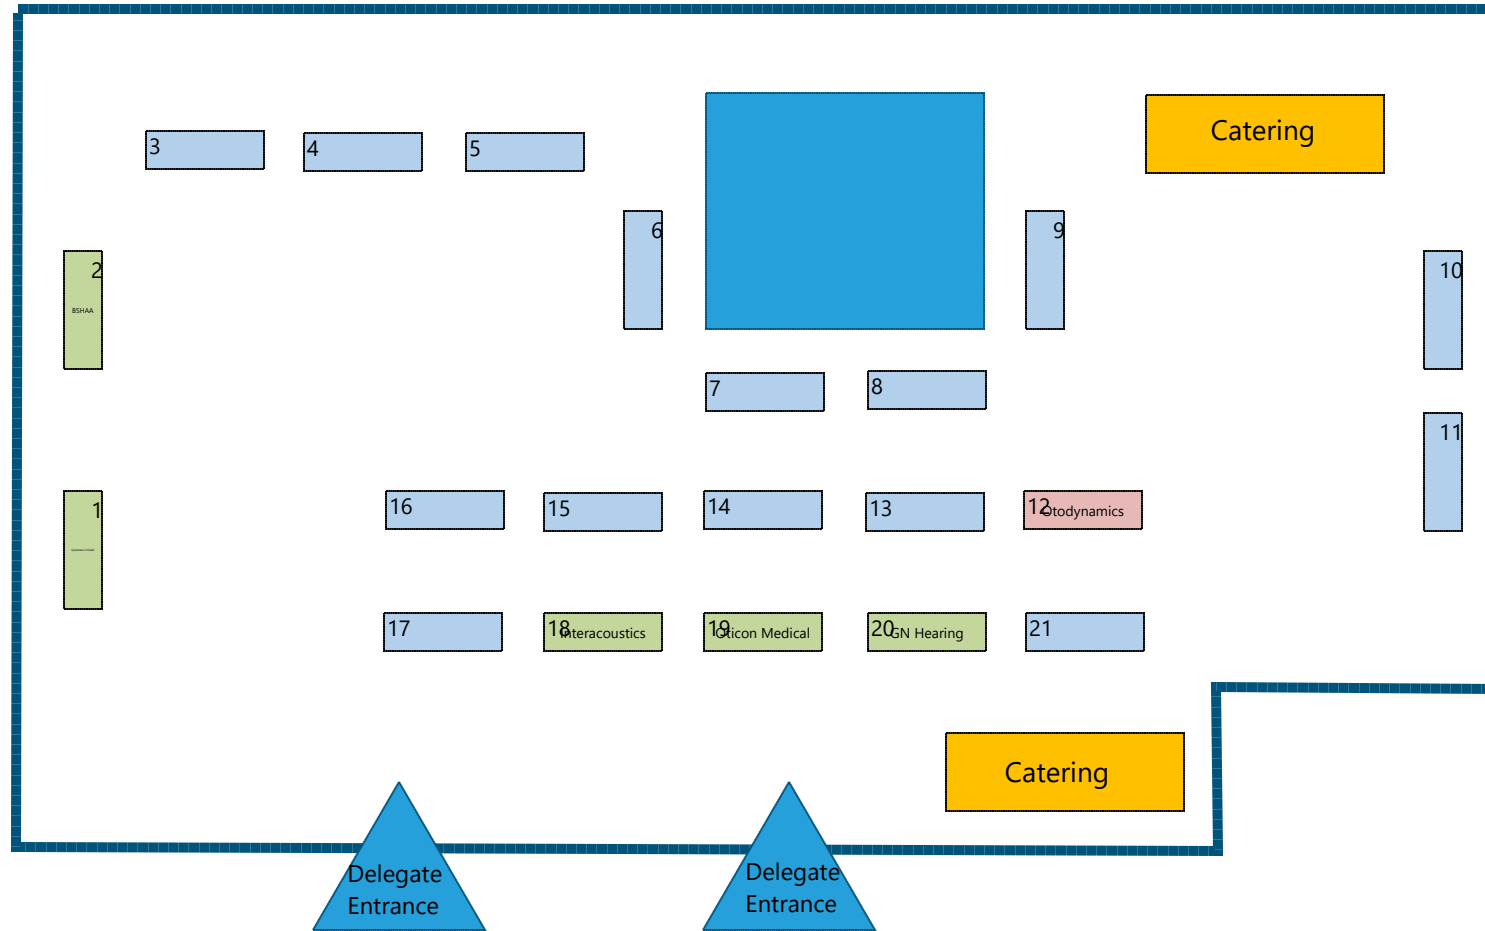 Catering
3
4
5
6
9
2
BSHAA
10
7
8
11
1
16
15
14
13
12
Otodynamics
17
18
Interacoustics
19
Oticon Medical
20
GN Hearing
21
Catering
Delegate
Entrance
Delegate
Entrance